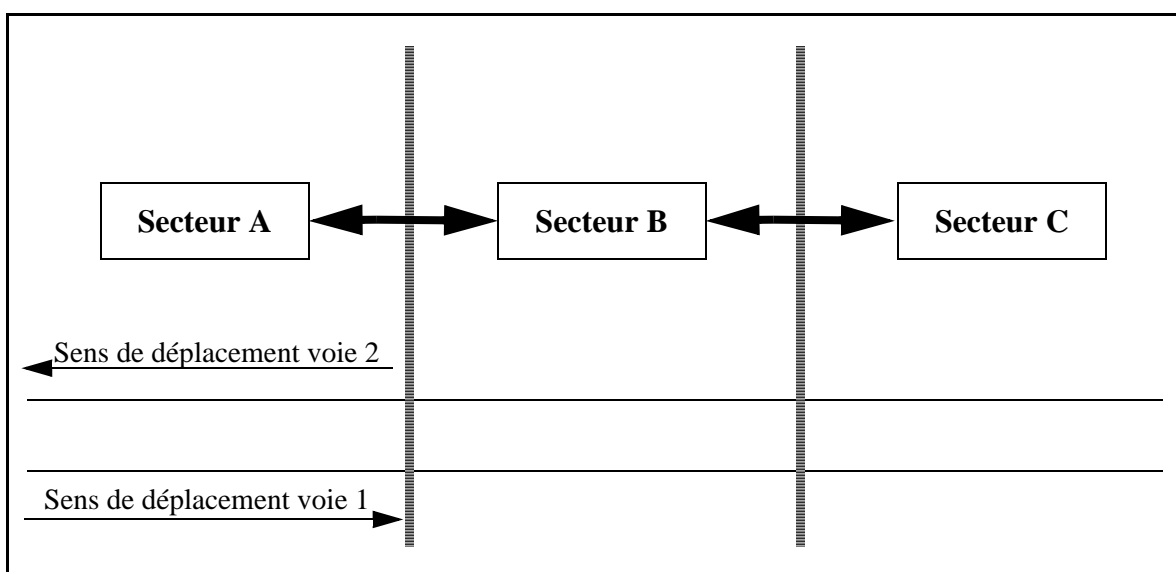 Secteur A
Secteur B
Secteur C
Sens de déplacement voie 2
Sens de déplacement voie 1